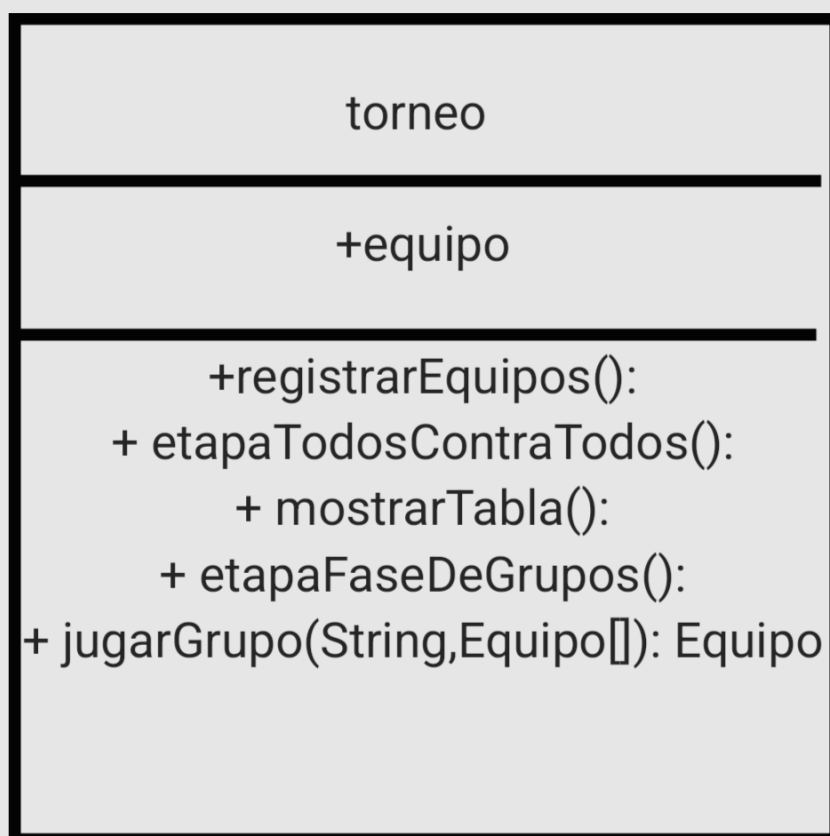 torneo
+equipo
+registrarEquipos():
+ etapaTodosContraTodos():
+ mostrarTabla():
+ etapaFaseDeGrupos():
+ jugarGrupo(String,Equipo[]): Equipo